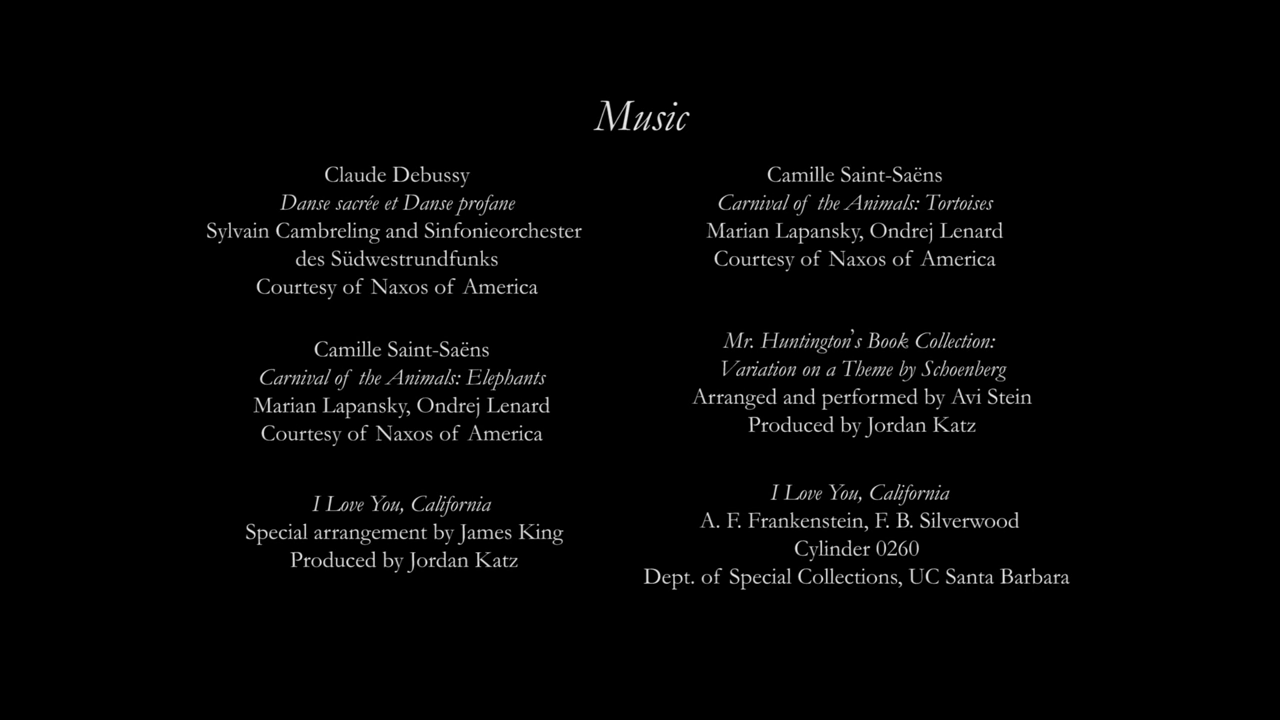 Music
Claude Debussy
Danse sacrée et Danse profane
Sylvain Cambreling and Sinfonieorchester
des Südwestrundfunks
Courtesy of Naxos of America
Camille Saint-Saëns
Carnival of the Animals: Elephants
Marian Lapansky, Ondrej Lenard
Courtesy of Naxos of America
I Love You, California
Special arrangement by James King
Produced by Jordan Katz
Camille Saint-Saëns
Carnival of the Animals: Tortoises
Marian Lapansky, Ondrej Lenard
Courtesy of Naxos of America
Mr. Huntington's Book Collection:
Variation on a Theme by Schoenberg
Arranged and performed by Avi Stein
Produced by Jordan Katz
I Love You, California
A. F. Frankenstein, F. B. Silverwood
Cylinder 0260
Dept. of Special Collections, UC Santa Barbara